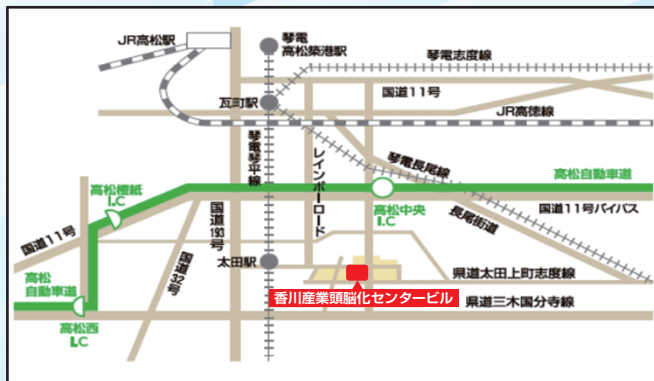 JR高松駅
琴電
高松築港駅
琴電志度線
国道11号
瓦町駅
JR高徳線
琴電琴平線
レインボーロード
琴電長尾線
高松自動車道
高松檀紙
I.C
高松中央
I.C
長尾街道
国道11号バイパス
国道11号
国道193号
国道32号
太田駅
高松
自動車道
県道太田上町志度線
香川産業頭脳化センタービル
県道三木国分寺線
高松西
I.C